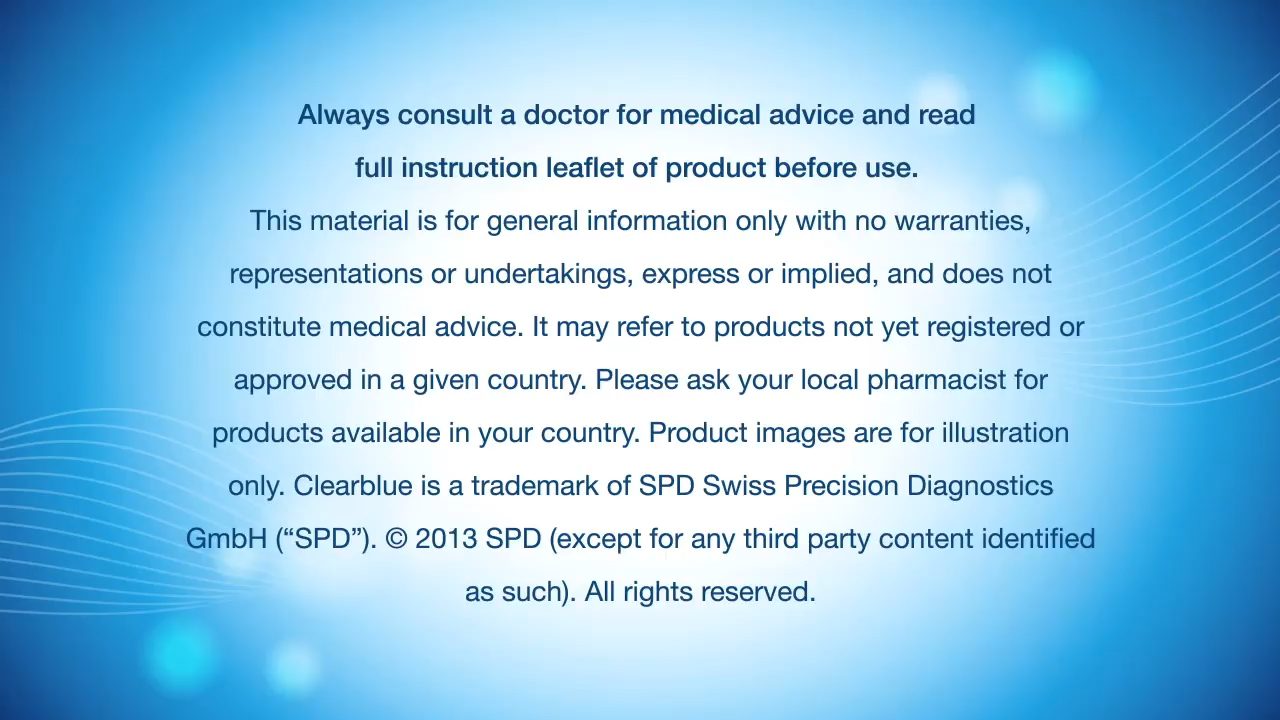 Always consult a doctor for medical advice and read
full instruction leaflet of product before use.
This material is for general information only with no warranties,
representations or undertakings, express or implied, and does not
constitute medical advice. It may refer to products not yet registered or
approved in a given country. Please ask your local pharmacist for
products available in your country. Product images are for illustration
only. Clearblue is a trademark of SPD Swiss Precision Diagnostics
GmbH (“SPD”). © 2013 SPD (except for any third party content identified
as such). All rights reserved.